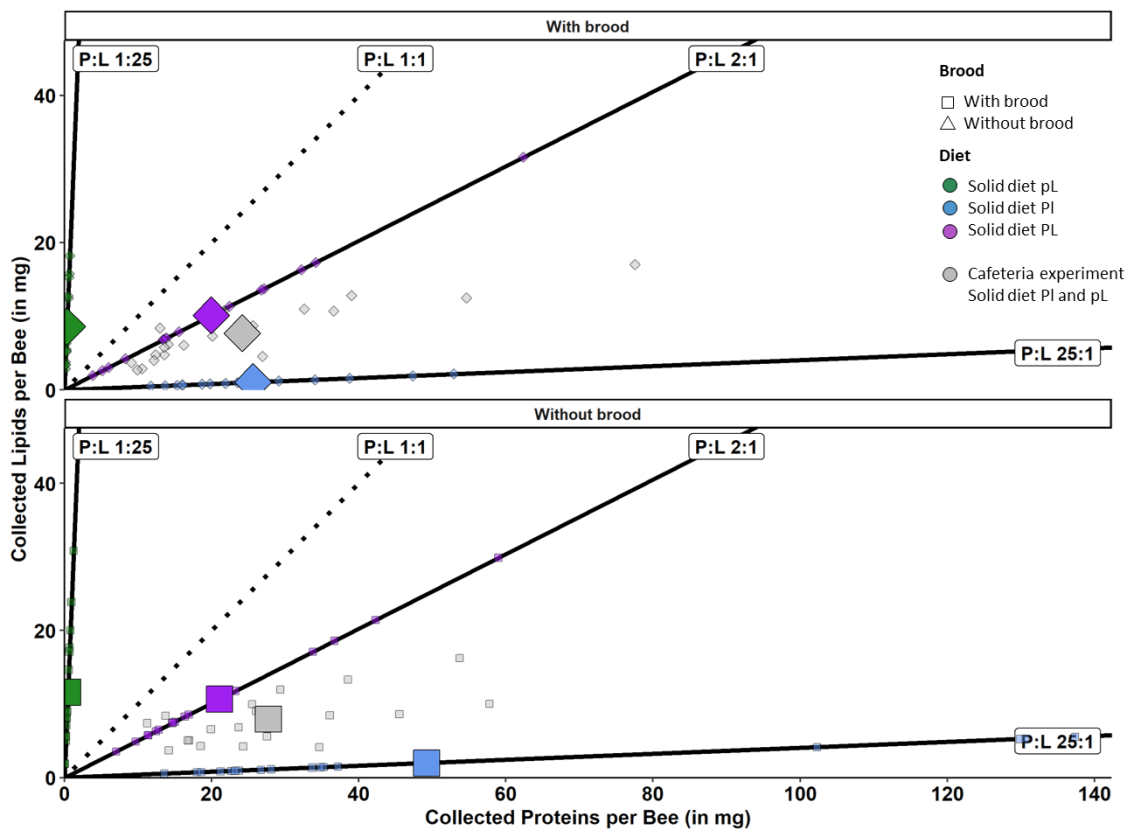 With brood
P:L 1:25
P:L 1:1
P:L 2:1
Brood
With brood
Without brood
Diet
Solid diet pL
Solid diet Pl
Solid diet PL
Cafeteria experiment
Solid diet Pl and pL
40
20
0
P:L 25:1
Collected Lipids per Bee (in mg)
Without brood
P:L 1:25
P:L 1:1
P:L 2:1
40
20
0
P:L 25:1
0
20
40
60
80
100
120
140
Collected Proteins per Bee (in mg)